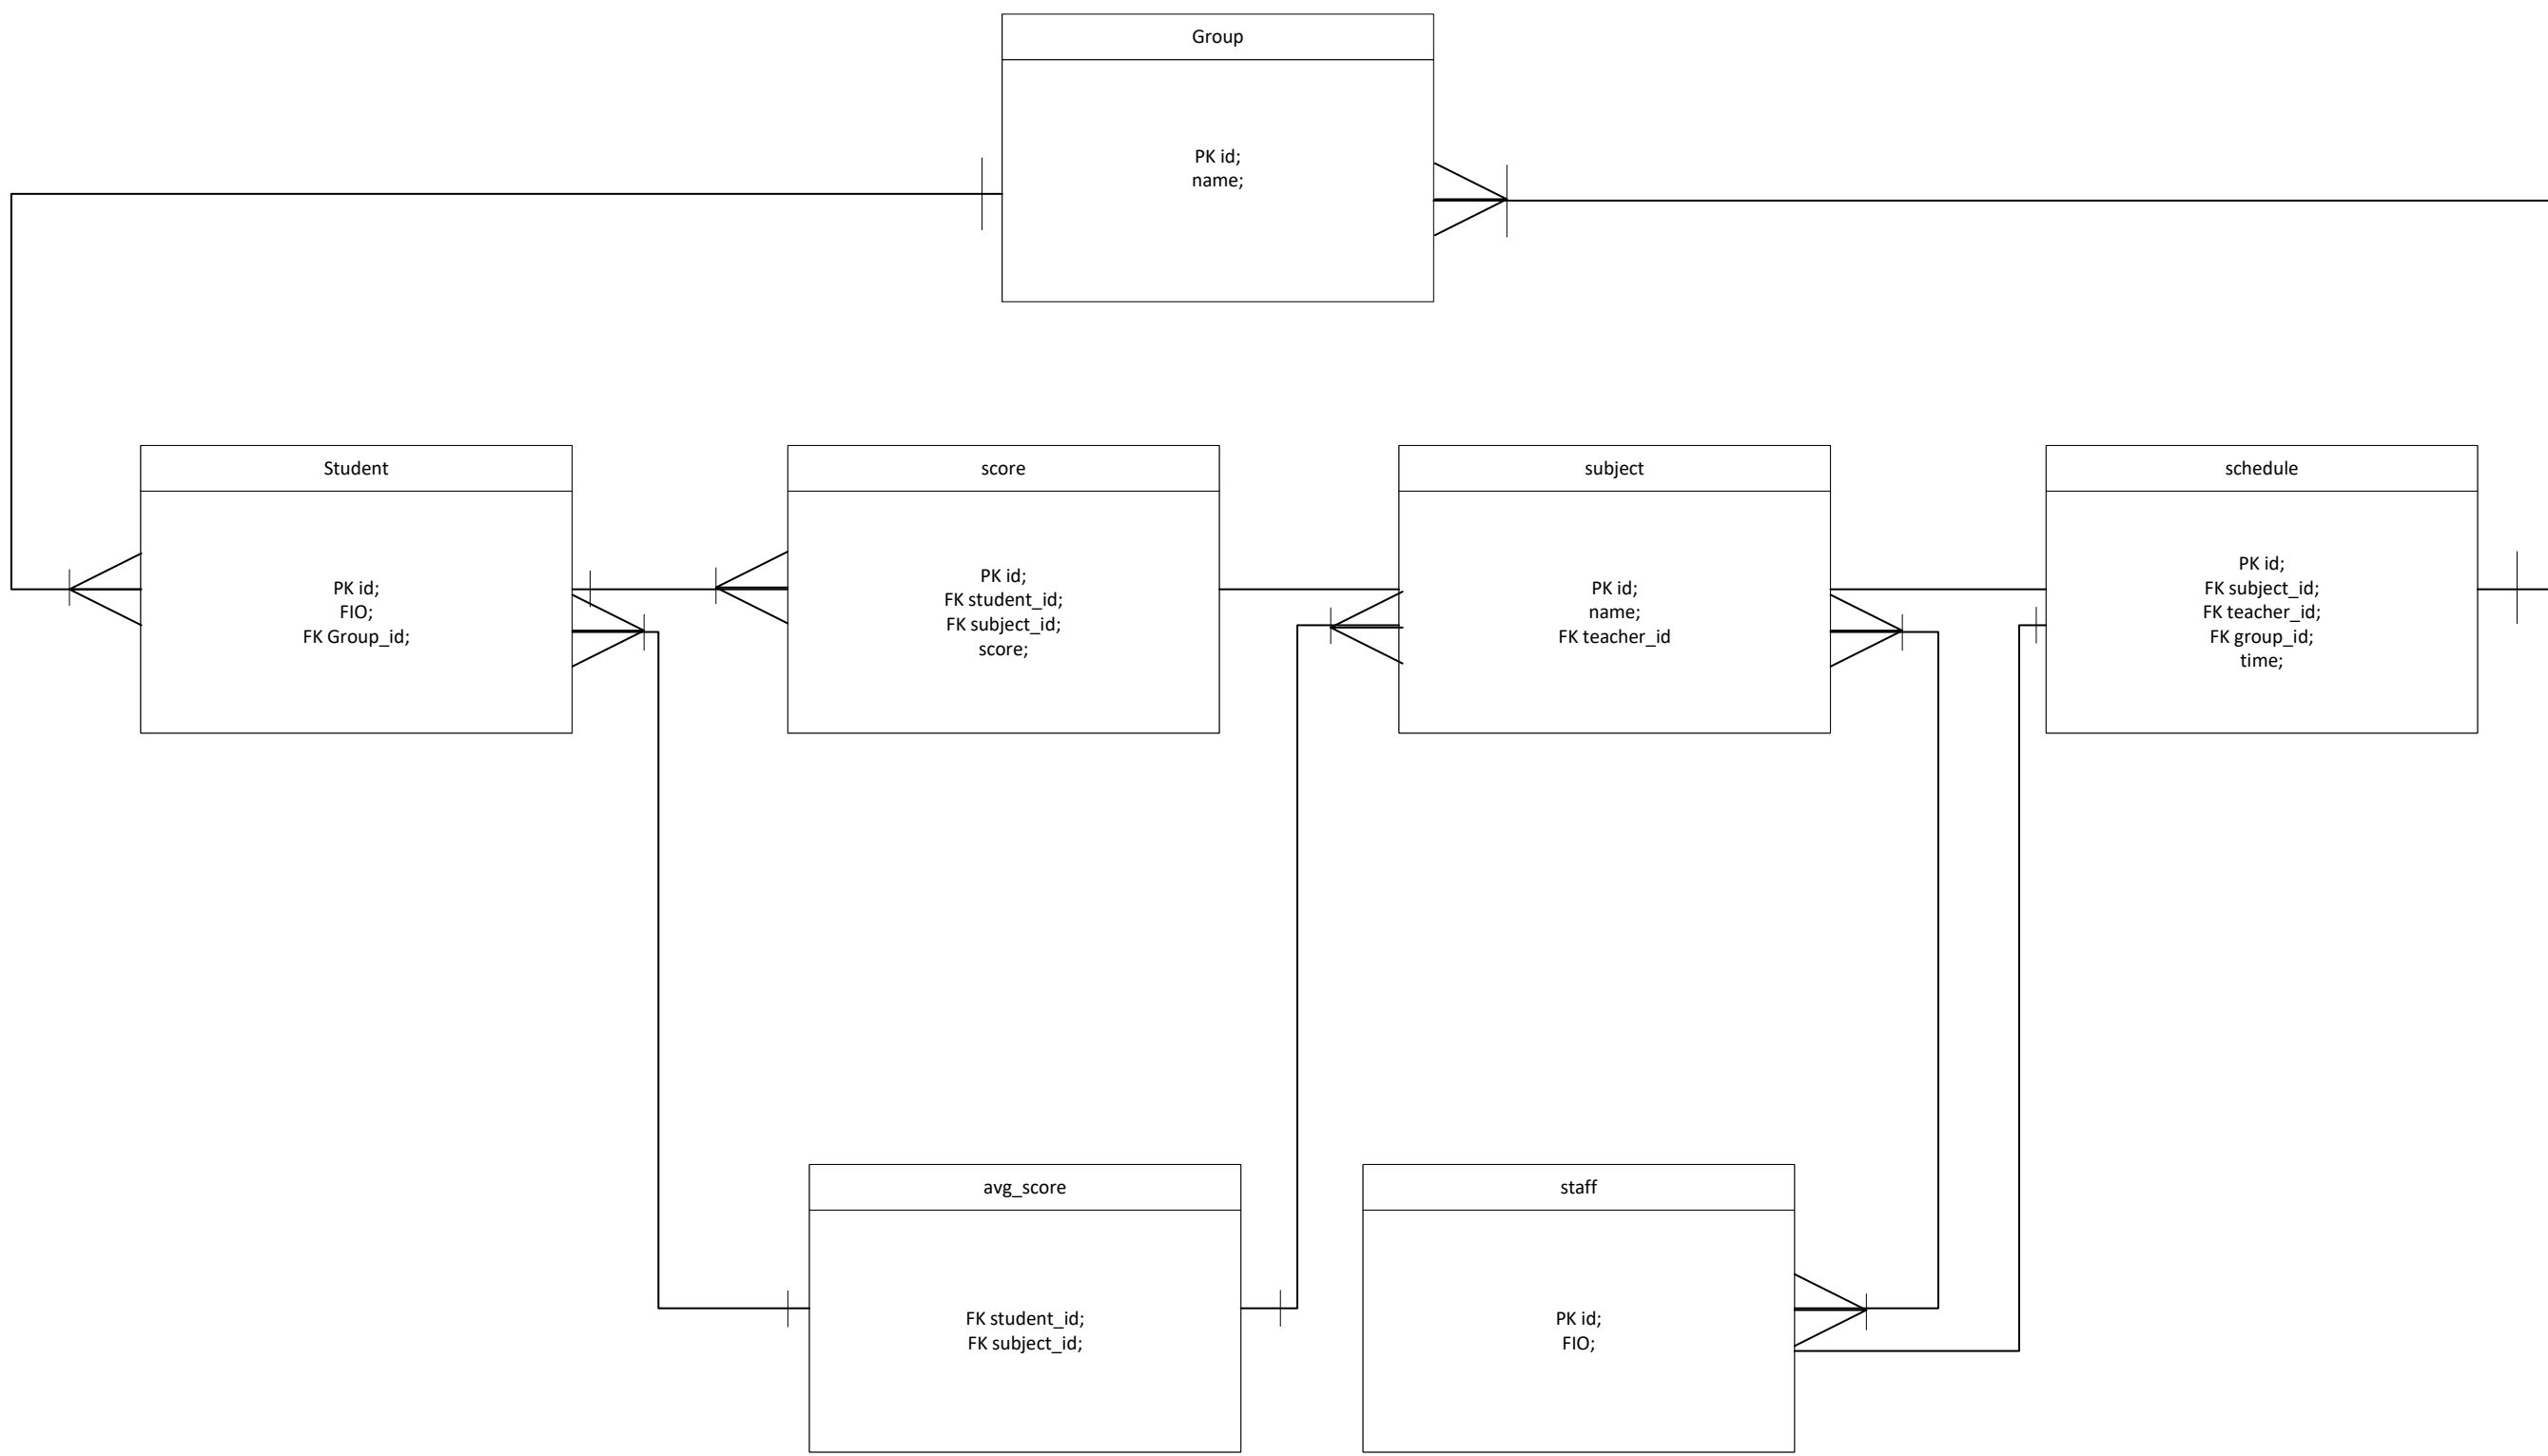 Group
PK id;
name;
Student
PK id;
FIO;
FK Group_id;
score
PK id;
FK student_id;
FK subject_id;
score;
subject
PK id;
name;
FK teacher_id
schedule
PK id;
FK subject_id;
FK teacher_id;
FK group_id;
time;
avg_score
FK student_id;
FK subject_id;
staff
PK id;
FIO;